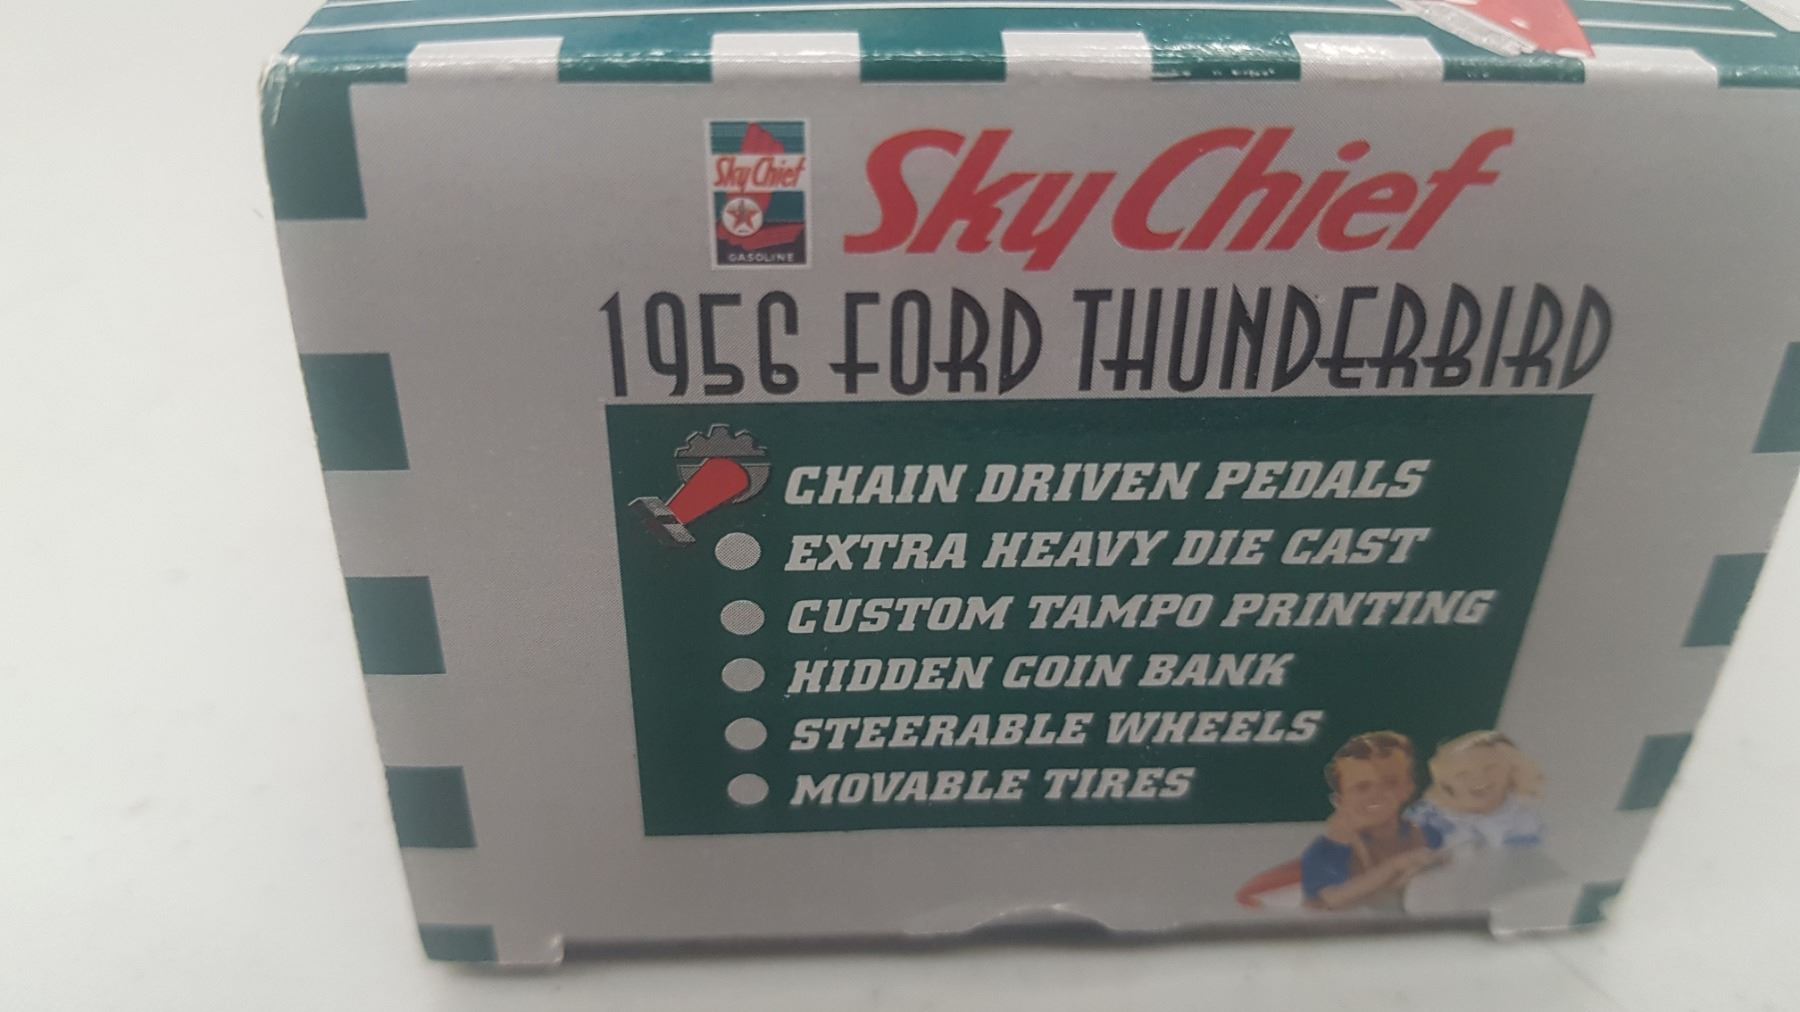 Sky Chief
GASOLINE
Sky Chief
1956 FORD THUNDERBIRD
CHAIN DRIVEN PEDALS
EXTRA HEAVY DIE CAST
CUSTOM TAMPO PRINTING
HIDDEN COIN BANK
STEERABLE WHEELS
MOVABLE TIRES